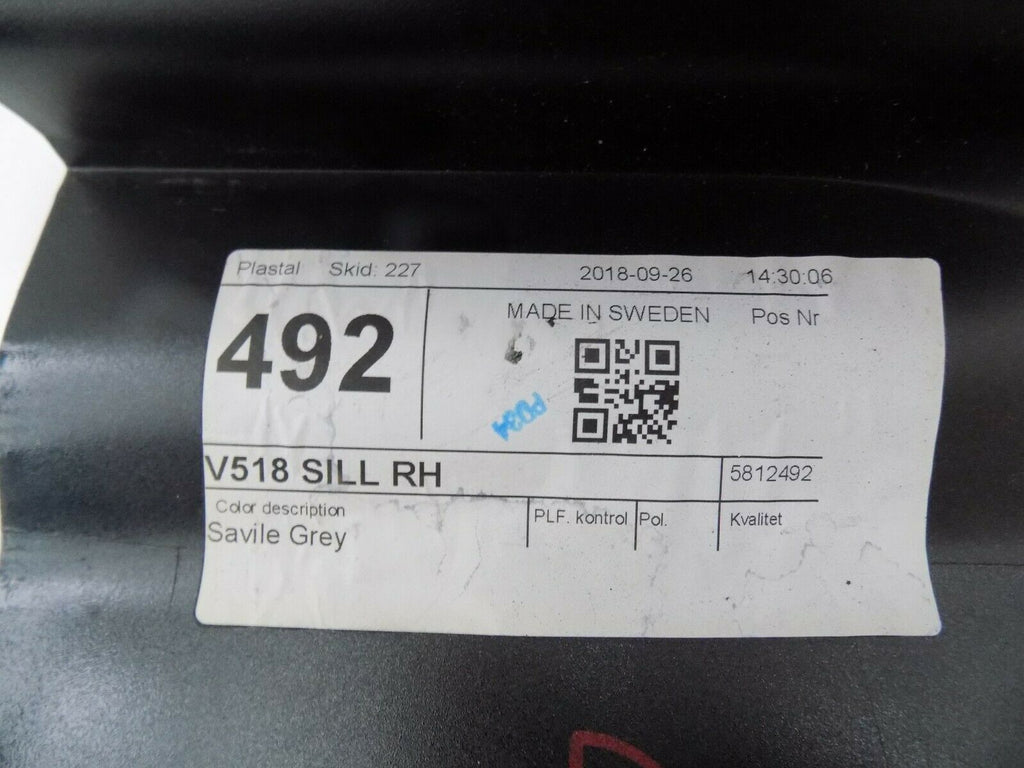 Plastal Skid: 227 2018-09-26 14:30:06
492
MADE IN SWEDEN Pos Nr
P034
V518 SILL RH 5812492
Color description PLF. kontrol Pol. Kvalitet
Savile Grey